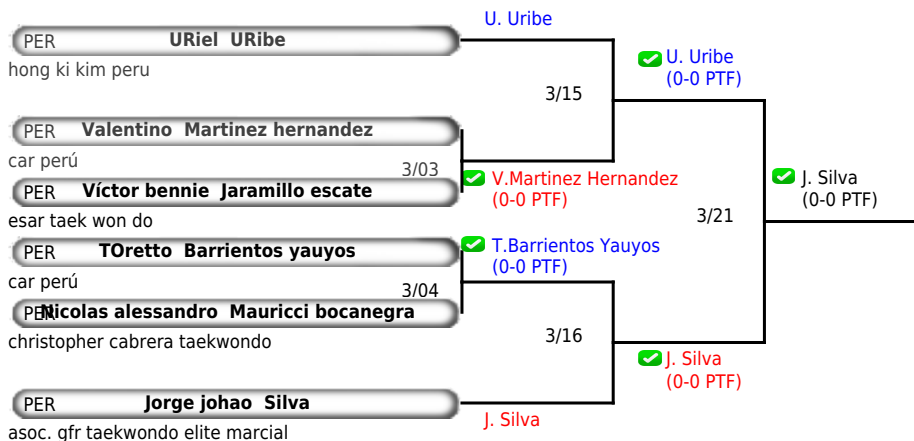 U. Uribe
PER URiel URibe
hong ki kim peru
U. Uribe
(0-0 PTF)
3/15
PER Valentino Martinez hernandez
car perú
3/03
V.Martinez Hernandez
(0-0 PTF)
PER Víctor bennie Jaramillo escate
esar taek won do
J. Silva
(0-0 PTF)
3/21
PER TOretto Barrientos yauyos
car perú
T.Barrientos Yauyos
(0-0 PTF)
3/04
PER Nicolas alessandro Mauricci bocanegra
christopher cabrera taekwondo
3/16
J. Silva
(0-0 PTF)
PER Jorge johao Silva
asoc. gfr taekwondo elite marcial
J. Silva